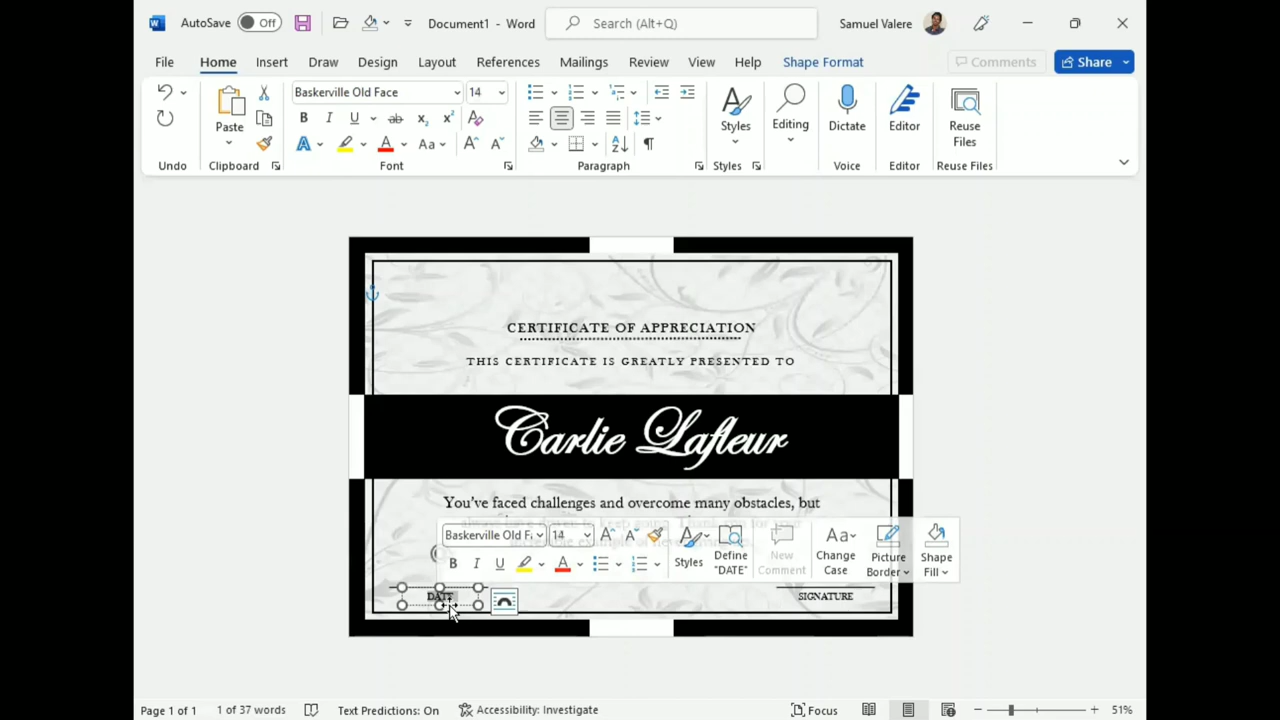 AutoSave Off Document1 - Word Search (Alt+Q) Samuel Valere
File Home Insert Draw Design Layout References Mailings Review View Help Shape Format Comments Share
Baskerville Old Face 14
Paste Styles Editing Dictate Editor Reuse Files
Undo Clipboard Font Paragraph Styles Voice Editor Reuse Files
CERTIFICATE OF APPRECIATION
THIS CERTIFICATE IS GREATLY PRESENTED TO
Carlie Lafleur
You've faced challenges and overcome many obstacles, but
Baskerville Old F 14 Styles Define "DATE" New Comment Change Case Picture Border Shape Fill
DATE SIGNATURE
Page 1 of 1 1 of 37 words Text Predictions: On Accessibility: Investigate Focus 51%